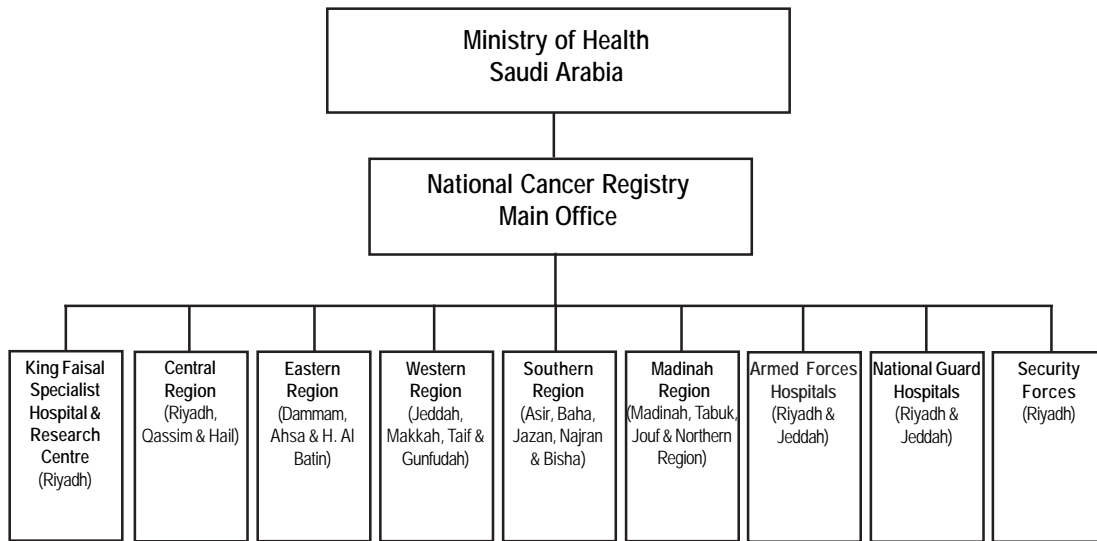 Ministry of Health
Saudi Arabia
National Cancer Registry
Main Office
King Faisal
Specialist
Hospital &
Research
Centre
(Riyadh)
Central
Region
(Riyadh,
Qassim & Hail)
Eastern
Region
(Dammam,
Ahsa & H. Al
Batin)
Western
Region
(Jeddah,
Makkah, Taif &
Gunfudah)
Southern
Region
(Asir, Baha,
Jazan, Najran
& Bisha)
Madinah
Region
(Madinah, Tabuk,
Jouf & Northern
Region)
Armed Forces
Hospitals
(Riyadh &
Jeddah)
National Guard
Hospitals
(Riyadh &
Jeddah)
Security
Forces
(Riyadh)